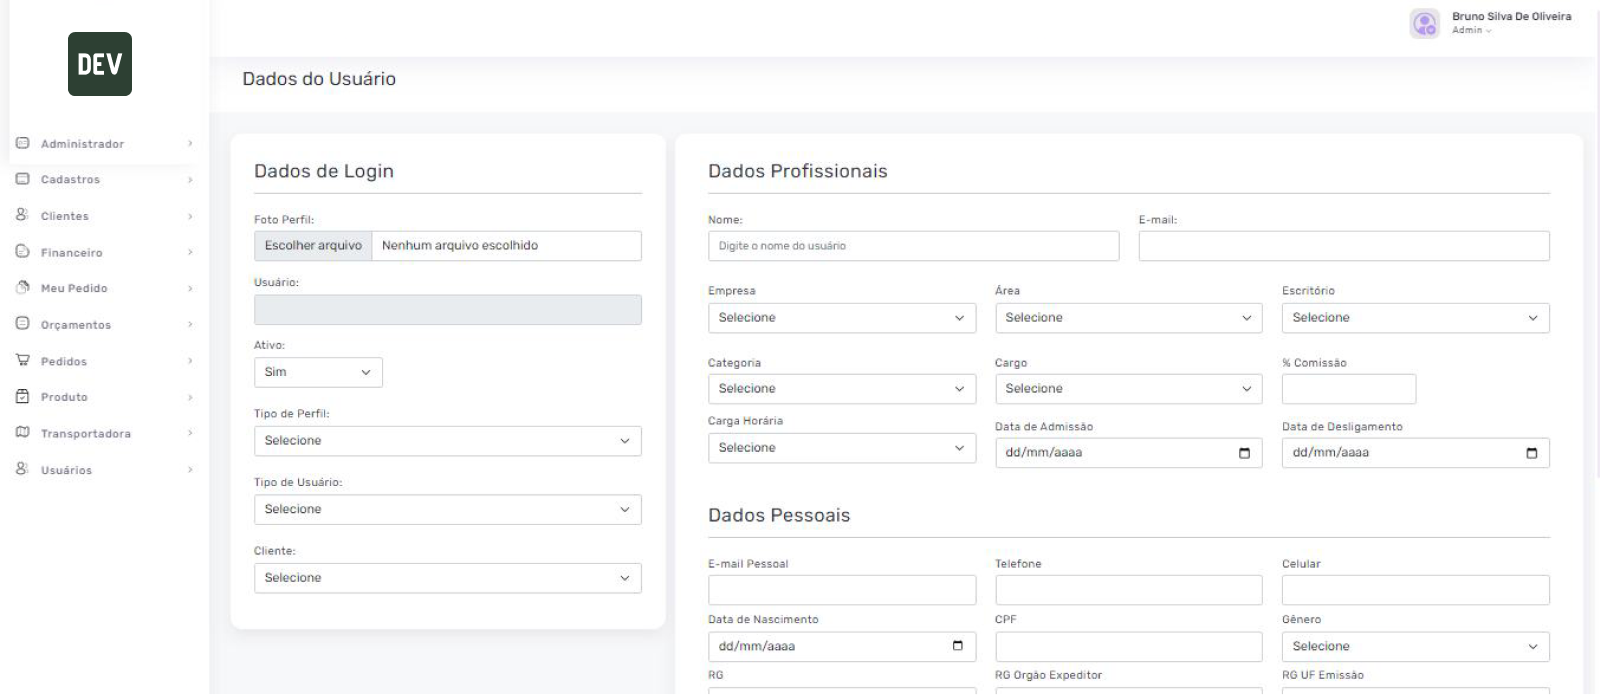 Bruno Silva De Oliveira
Admin
DEV
Dados do Usuário
Administrador
Cadastros
Clientes
Financeiro
Meu Pedido
Orçamentos
Pedidos
Produto
Transportadora
Usuários
Dados de Login
Foto Perfil:
Escolher arquivo Nenhum arquivo escolhido
Usuário:
Ativo:
Sim
Tipo de Perfil:
Selecione
Tipo de Usuário:
Selecione
Cliente:
Selecione
Dados Profissionais
Nome: E-mail:
Digite o nome do usuário
Empresa Área Escritório
Selecione Selecione Selecione
Categoria Cargo % Comissão
Selecione Selecione
Carga Horária Data de Admissão Data de Desligamento
Selecione dd/mm/aaaa dd/mm/aaaa
Dados Pessoais
E-mail Pessoal Telefone Celular
Data de Nascimento CPF Gênero
dd/mm/aaaa Selecione
RG RG Orgão Expeditor RG UF Emissão